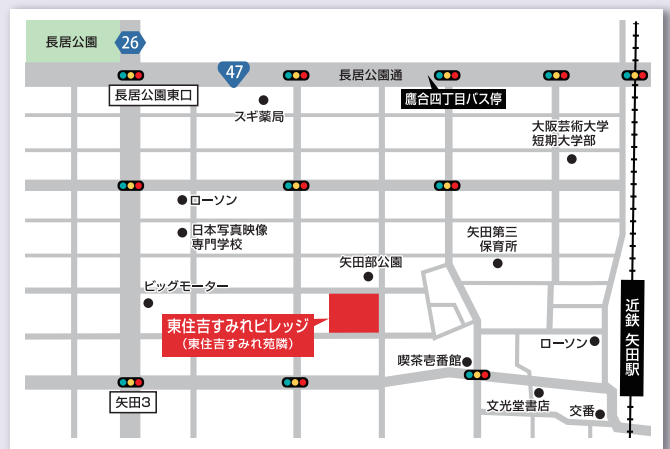 長居公園
26
47
長居公園通
長居公園東口
鷹合四丁目バス停
スギ薬局
大阪芸術大学
短期大学部
ローソン
日本写真映像
専門学校
矢田第三
保育所
矢田部公園
ビッグモーター
東住吉すみれビレッジ
(東住吉すみれ苑隣)
近鉄 矢田駅
ローソン
喫茶壱番館
矢田3
文光堂書店
交番